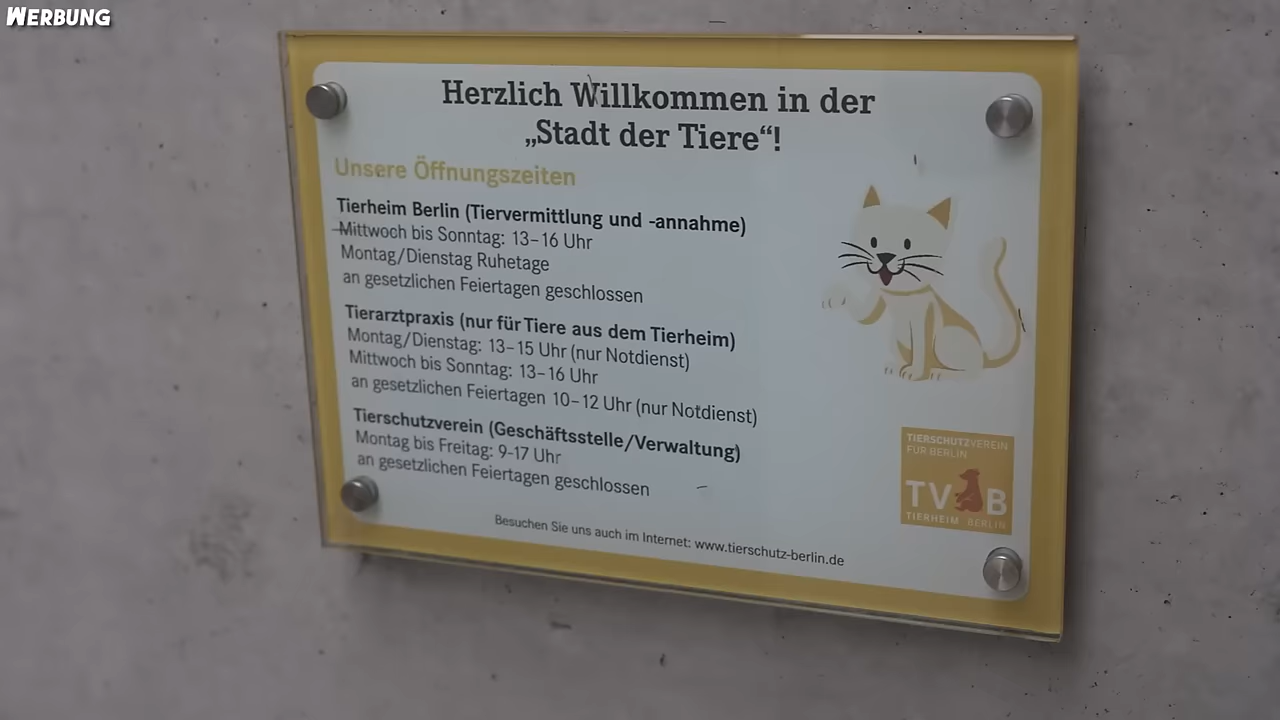 WERBUNG
Herzlich Willkommen in der
„Stadt der Tiere“!
Unsere Öffnungszeiten
Tierheim Berlin (Tiervermittlung und -annahme)
Mittwoch bis Sonntag: 13–16 Uhr
Montag/Dienstag Ruhetage
an gesetzlichen Feiertagen geschlossen
Tierarztpraxis (nur für Tiere aus dem Tierheim)
Montag/Dienstag: 13–15 Uhr (nur Notdienst)
Mittwoch bis Sonntag: 13–16 Uhr
an gesetzlichen Feiertagen 10–12 Uhr (nur Notdienst)
Tierschutzverein (Geschäftsstelle/Verwaltung)
Montag bis Freitag: 9-17 Uhr
an gesetzlichen Feiertagen geschlossen
TIERSCHUTZVEREIN
FÜR BERLIN
TV B
TIERHEIM BERLIN
Besuchen Sie uns auch im Internet: www.tierschutz-berlin.de